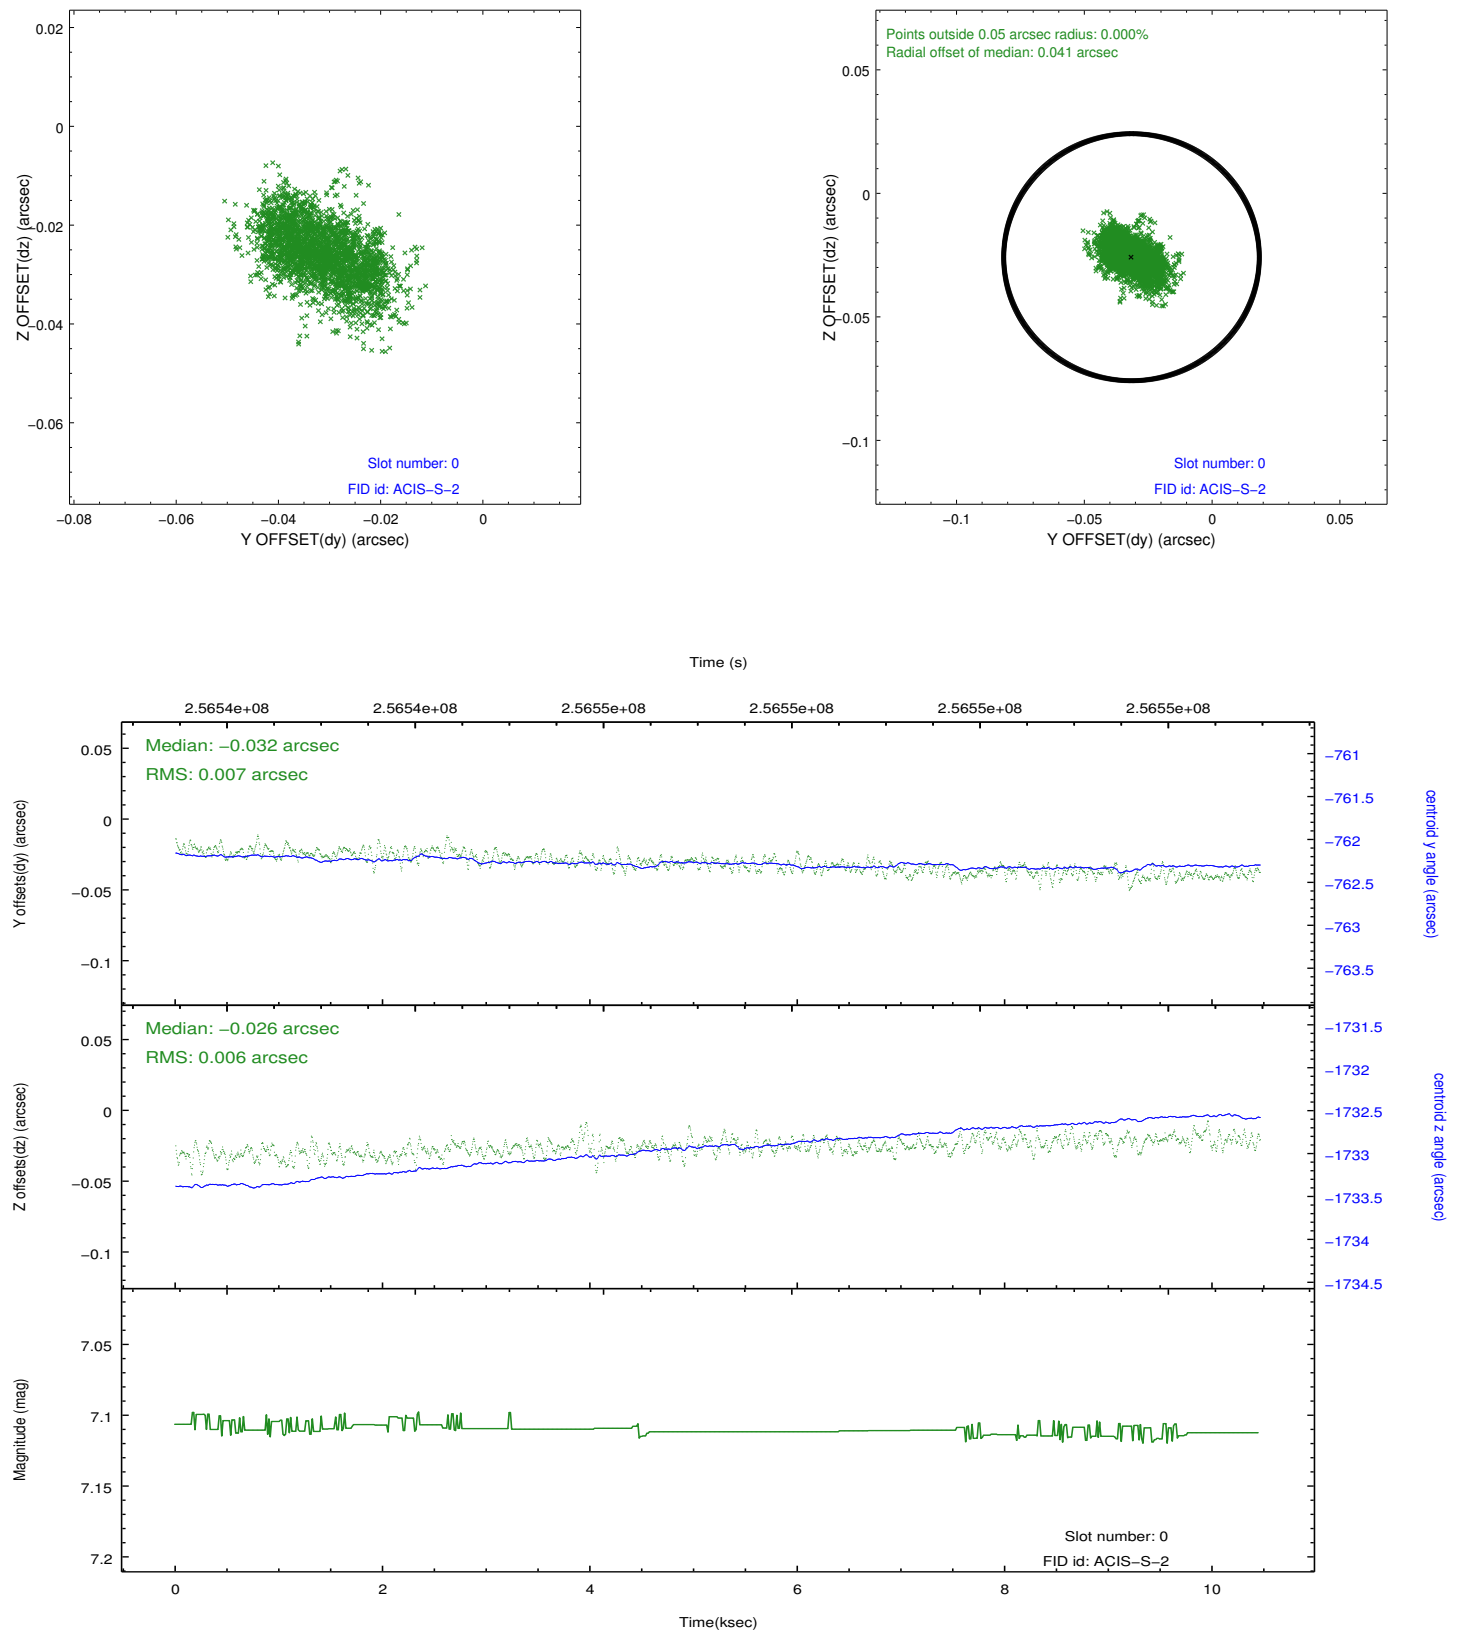 0.02
0
−0.02
−0.04
−0.06
Z OFFSET(dz) (arcsec)
Slot number: 0
FID id: ACIS−S−2
−0.08
−0.06
−0.04
−0.02
0
Y OFFSET(dy) (arcsec)
Points outside 0.05 arcsec radius: 0.000%
Radial offset of median: 0.041 arcsec
0.05
0
−0.05
−0.1
Z OFFSET(dz) (arcsec)
Slot number: 0
FID id: ACIS−S−2
−0.1
−0.05
0
0.05
Y OFFSET(dy) (arcsec)
Time (s)
2.5654e+08
2.5654e+08
2.5655e+08
2.5655e+08
2.5655e+08
2.5655e+08
Median: −0.032 arcsec
RMS: 0.007 arcsec
0.05
0
−0.05
−0.1
Y offsets(dy) (arcsec)
−761
−761.5
−762
−762.5
−763
−763.5
centroid y angle (arcsec)
Median: −0.026 arcsec
RMS: 0.006 arcsec
0.05
0
−0.05
−0.1
Z offsets(dz) (arcsec)
−1731.5
−1732
−1732.5
−1733
−1733.5
−1734
−1734.5
centroid z angle (arcsec)
7.05
7.1
7.15
7.2
Magnitude (mag)
Slot number: 0
FID id: ACIS−S−2
0
2
4
6
8
10
Time(ksec)